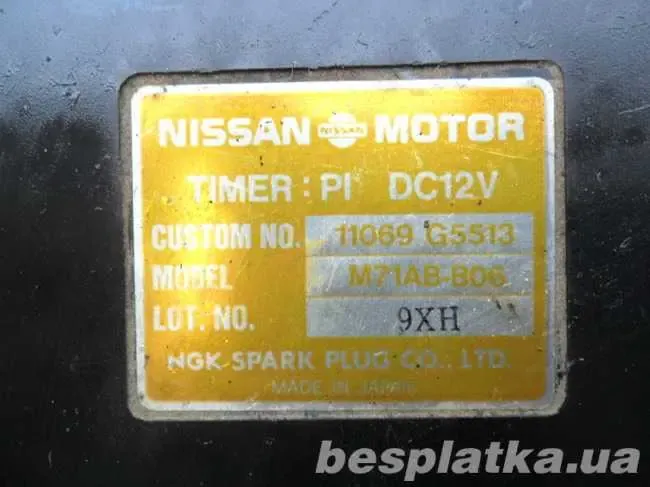 NISSAN NISSAN MOTOR
TIMER : PI DC12V
CUSTOM NO. 11069 G5513
MODEL M71AB-B06
LOT. NO. 9XH
NGK SPARK PLUG CO., LTD.
MADE IN JAPAN
besplatka.ua